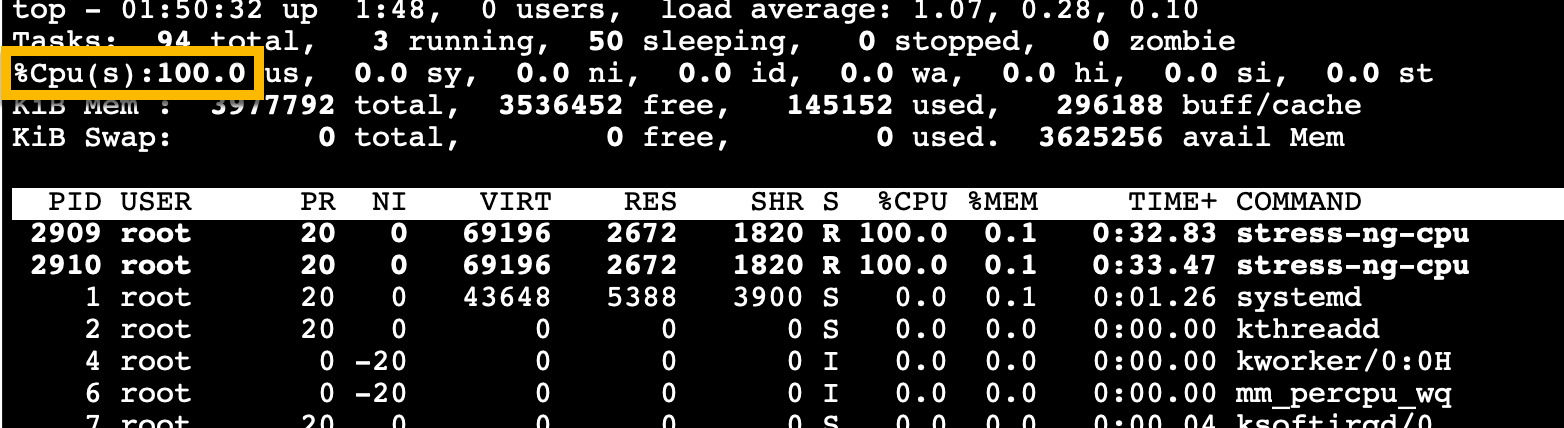 top - 01:50:32 up  1:48,  0 users,  load average: 1.07, 0.28, 0.10
Tasks:  94 total,   3 running,  50 sleeping,   0 stopped,   0 zombie
%Cpu(s):100.0 us,  0.0 sy,  0.0 ni,  0.0 id,  0.0 wa,  0.0 hi,  0.0 si,  0.0 st
KiB Mem :  3977792 total,  3536452 free,   145152 used,   296188 buff/cache
KiB Swap:        0 total,        0 free,        0 used.  3625256 avail Mem
PID USER      PR  NI    VIRT    RES    SHR S  %CPU %MEM     TIME+ COMMAND
2909 root      20   0   69196   2672   1820 R 100.0  0.1   0:32.83 stress-ng-cpu
2910 root      20   0   69196   2672   1820 R 100.0  0.1   0:33.47 stress-ng-cpu
1 root      20   0   43648   5388   3900 S   0.0  0.1   0:01.26 systemd
2 root      20   0       0      0      0 S   0.0  0.0   0:00.00 kthreadd
4 root       0 -20       0      0      0 I   0.0  0.0   0:00.00 kworker/0:0H
6 root       0 -20       0      0      0 I   0.0  0.0   0:00.00 mm_percpu_wq
7 root      20   0       0      0      0 S   0.0  0.0   0:00.04 ksoftirqd/0